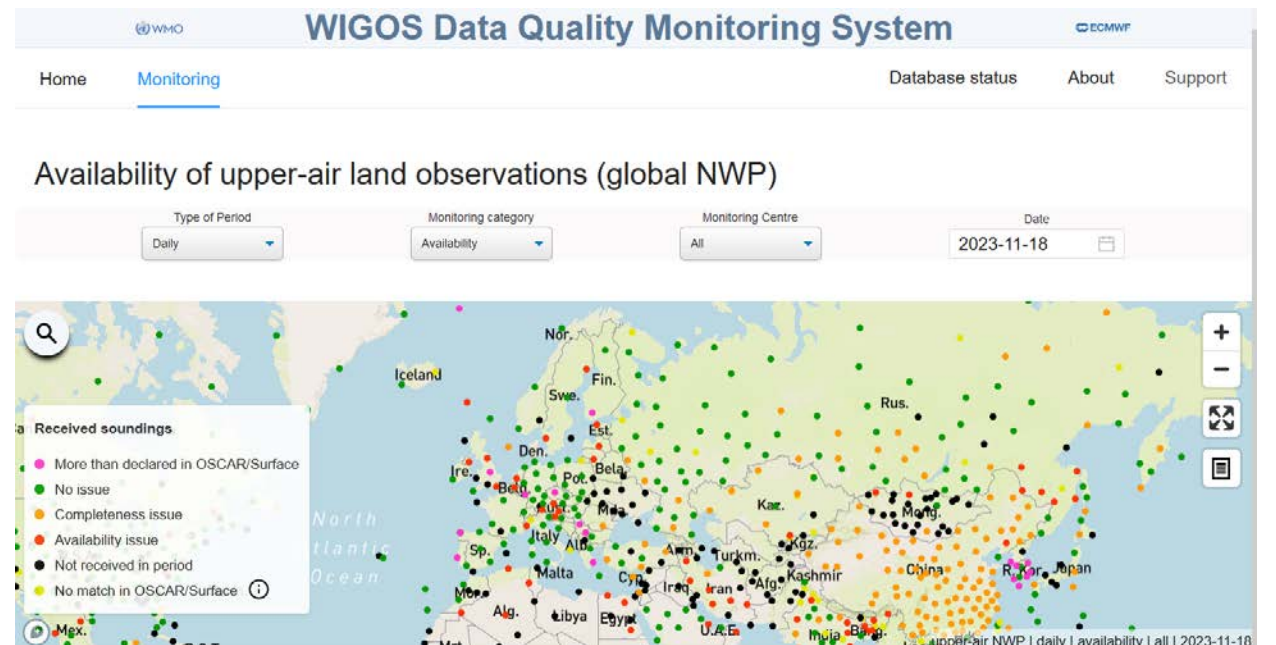 WMO
WIGOS Data Quality Monitoring System
ECMWF
Home Monitoring Database status About Support
Availability of upper-air land observations (global NWP)
Type of Period Monitoring category Monitoring Centre Date
Daily Availability All 2023-11-18
Nor.
Iceland
Fin.
Swe.
Rus.
Est.
Den.
Ire.
Bela.
Pol.
Belg.
Kaz.
Aust.
Mda.
Mong.
North
Atlantic
Ocean
Italy
Alb.
Sp.
Arm.
Turkm.
Kgz.
Malta
Cyp.
Iraq
Iran
Afg.
Kashmir
China
R. Kor.
Japan
Moro.
Alg.
Libya
Egypt
U.A.E.
India
Bang.
Mex.
Received soundings
More than declared in OSCAR/Surface
No issue
Completeness issue
Availability issue
Not received in period
No match in OSCAR/Surface
upper-air NWP | daily | availability | all | 2023-11-18